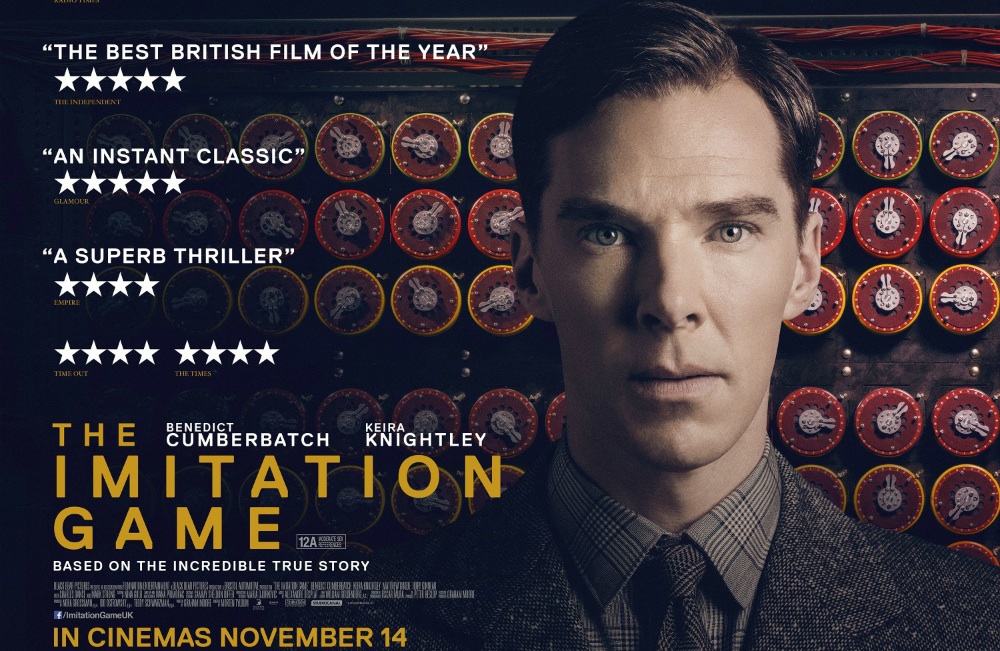 RADIO TIMES
“THE BEST BRITISH FILM OF THE YEAR”
THE INDEPENDENT
“AN INSTANT CLASSIC”
GLAMOUR
“A SUPERB THRILLER”
EMPIRE
TIME OUT THE TIMES
BENEDICT KEIRA
THE CUMBERBATCH KNIGHTLEY
IMITATION
GAME 12A
BASED ON THE INCREDIBLE TRUE STORY
f/ImitationGameUK
IN CINEMAS NOVEMBER 14